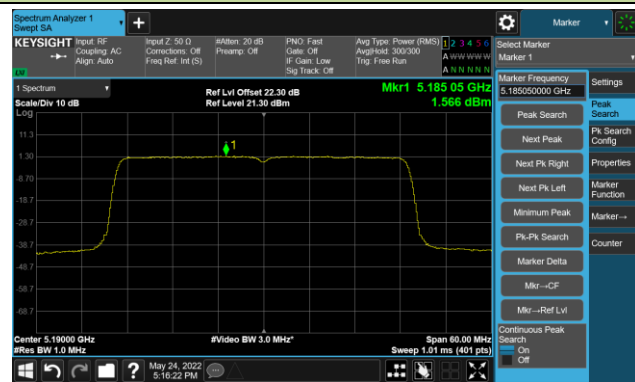 Spectrum Analyzer 1
Swept SA
+
Marker
KEYSIGHT
Input: RF
Coupling: AC
Align: Auto
Input Z: 50 Ω
Corrections: Off
Freq Ref: Int (S)
#Atten: 20 dB
Preamp: Off
PNO: Fast
Gate: Off
IF Gain: Low
Sig Track: Off
Avg Type: Power (RMS)
Avg|Hold: 300/300
Trig: Free Run
1 2 3 4 5 6
A W W W W W
A N N N N N
LU
Select Marker
Marker 1
1 Spectrum
Scale/Div 10 dB
Log
Ref Lvl Offset 22.30 dB
Ref Level 21.30 dBm
Mkr1 5.185 05 GHz
1.566 dBm
11.3
1.30
-8.70
-18.7
-28.7
-38.7
-48.7
-58.7
-68.7
1
Center 5.19000 GHz
#Res BW 1.0 MHz
#Video BW 3.0 MHz*
Span 60.00 MHz
Sweep 1.01 ms (401 pts)
Marker Frequency
5.185050000 GHz
Peak Search
Next Peak
Next Pk Right
Next Pk Left
Minimum Peak
Pk-Pk Search
Marker Delta
Mkr→CF
Mkr→Ref Lvl
Continuous Peak
Search
On
Off
Settings
Peak
Search
Pk Search
Config
Properties
Marker
Function
Marker→
Counter
?
May 24, 2022
5:16:22 PM